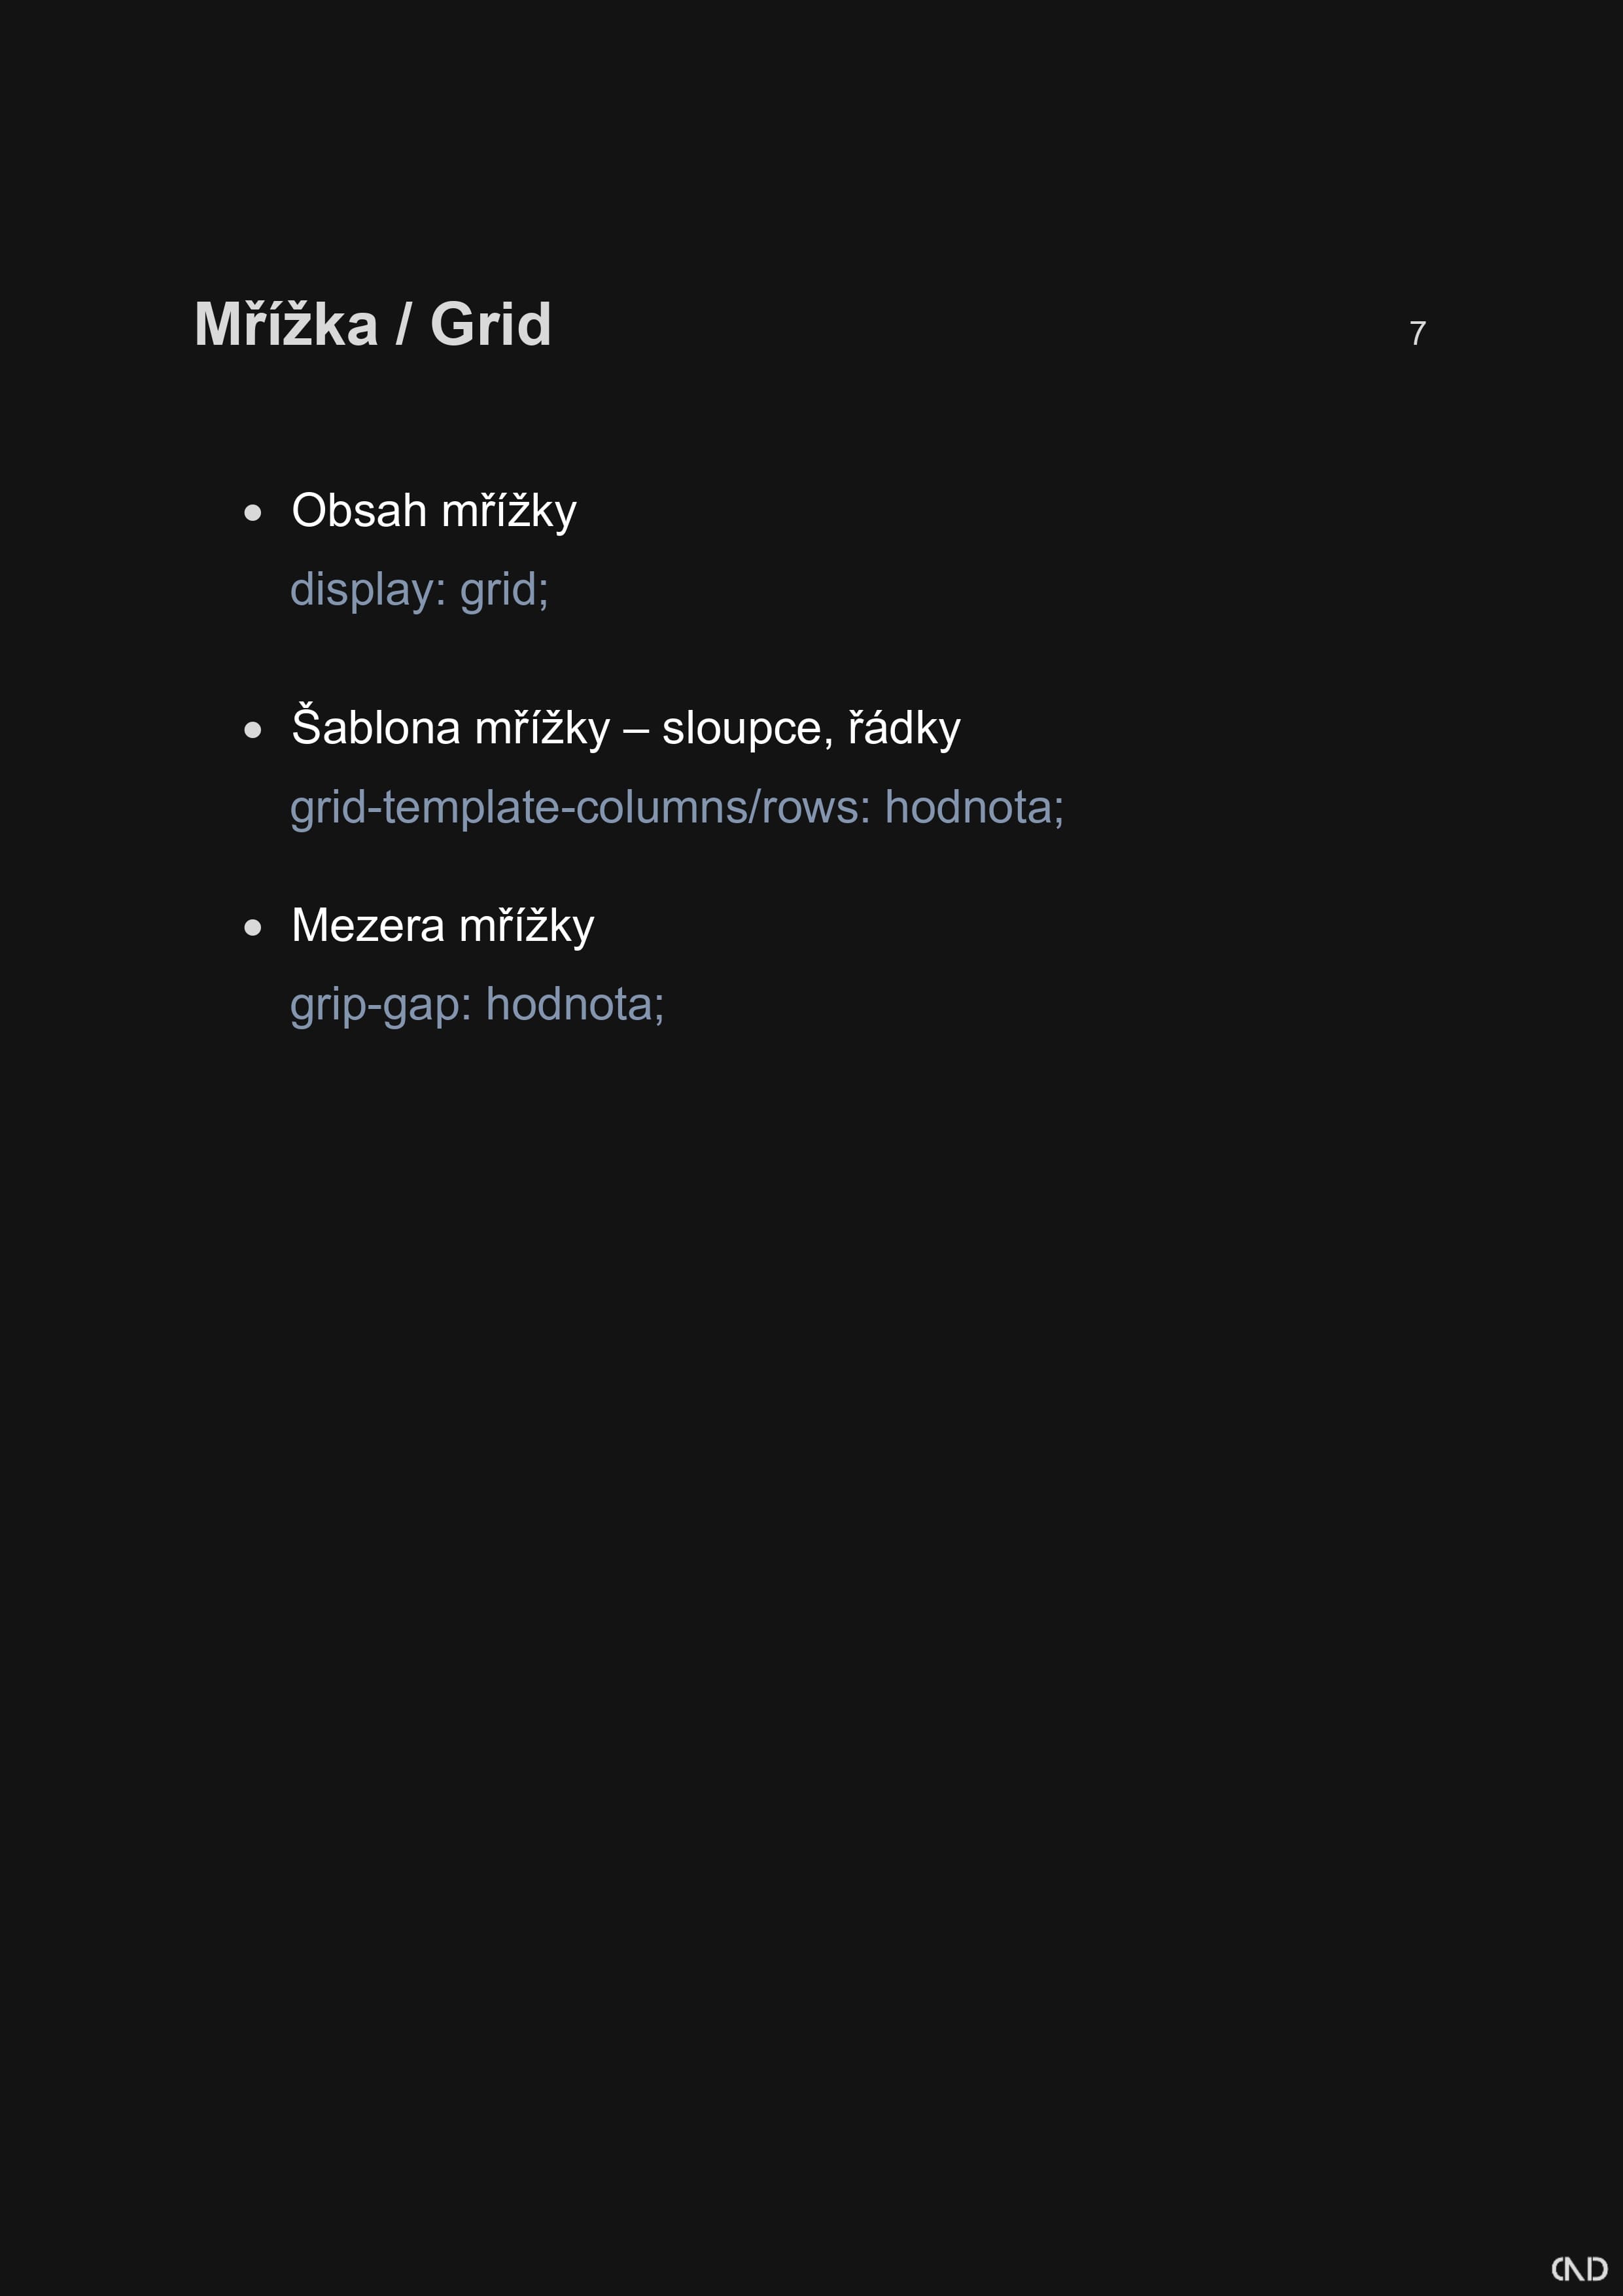 Mřížka / Grid
7
Obsah mřížky
display: grid;
Šablona mřížky – sloupce, řádky
grid-template-columns/rows: hodnota;
Mezera mřížky
grip-gap: hodnota;
CND